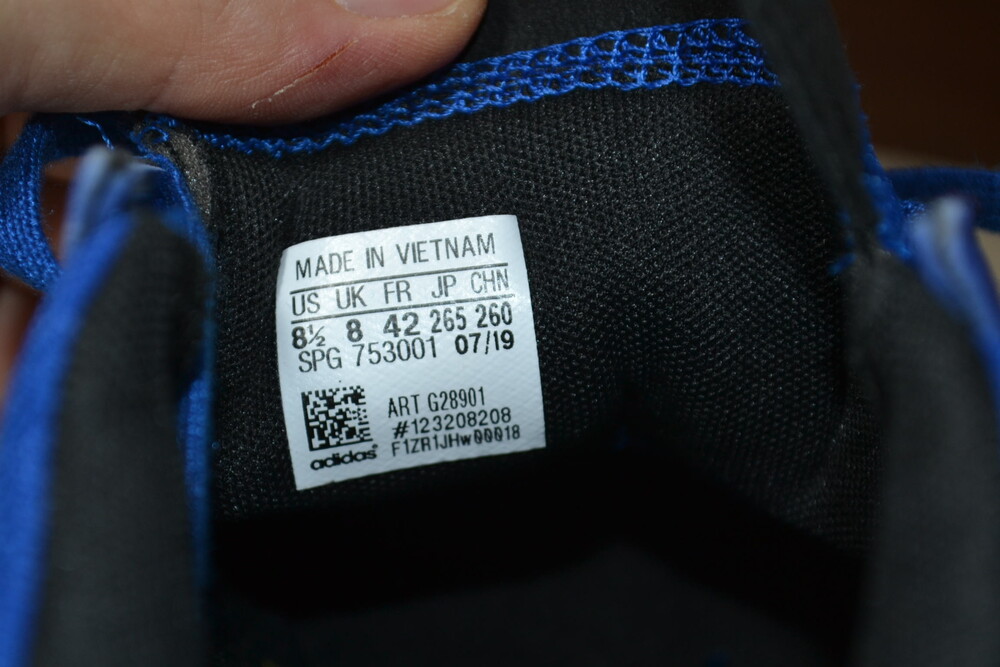 MADE IN VIETNAM
US UK FR JP CHN
8½ 8 42 265 260
SPG 753001 07/19
ART G28901
#123208208
F1ZR1JHw00018
adidas